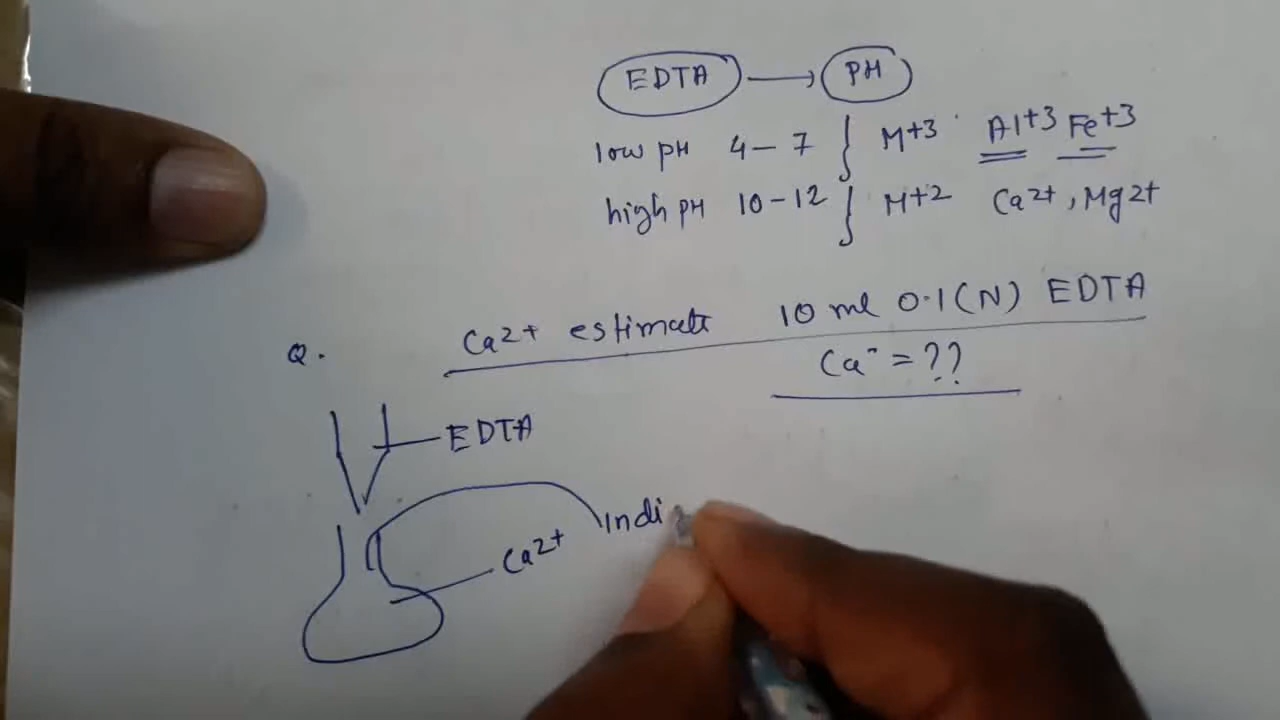 EDTA → PH
low pH 4-7 } M+3 Al+3 Fe+3
high pH 10-12 } M+2 Ca2+, Mg2+
Q. Ca2+ estimate 10 ml 0.1(N) EDTA
Ca" = ??
EDTA
Indi
Ca2+